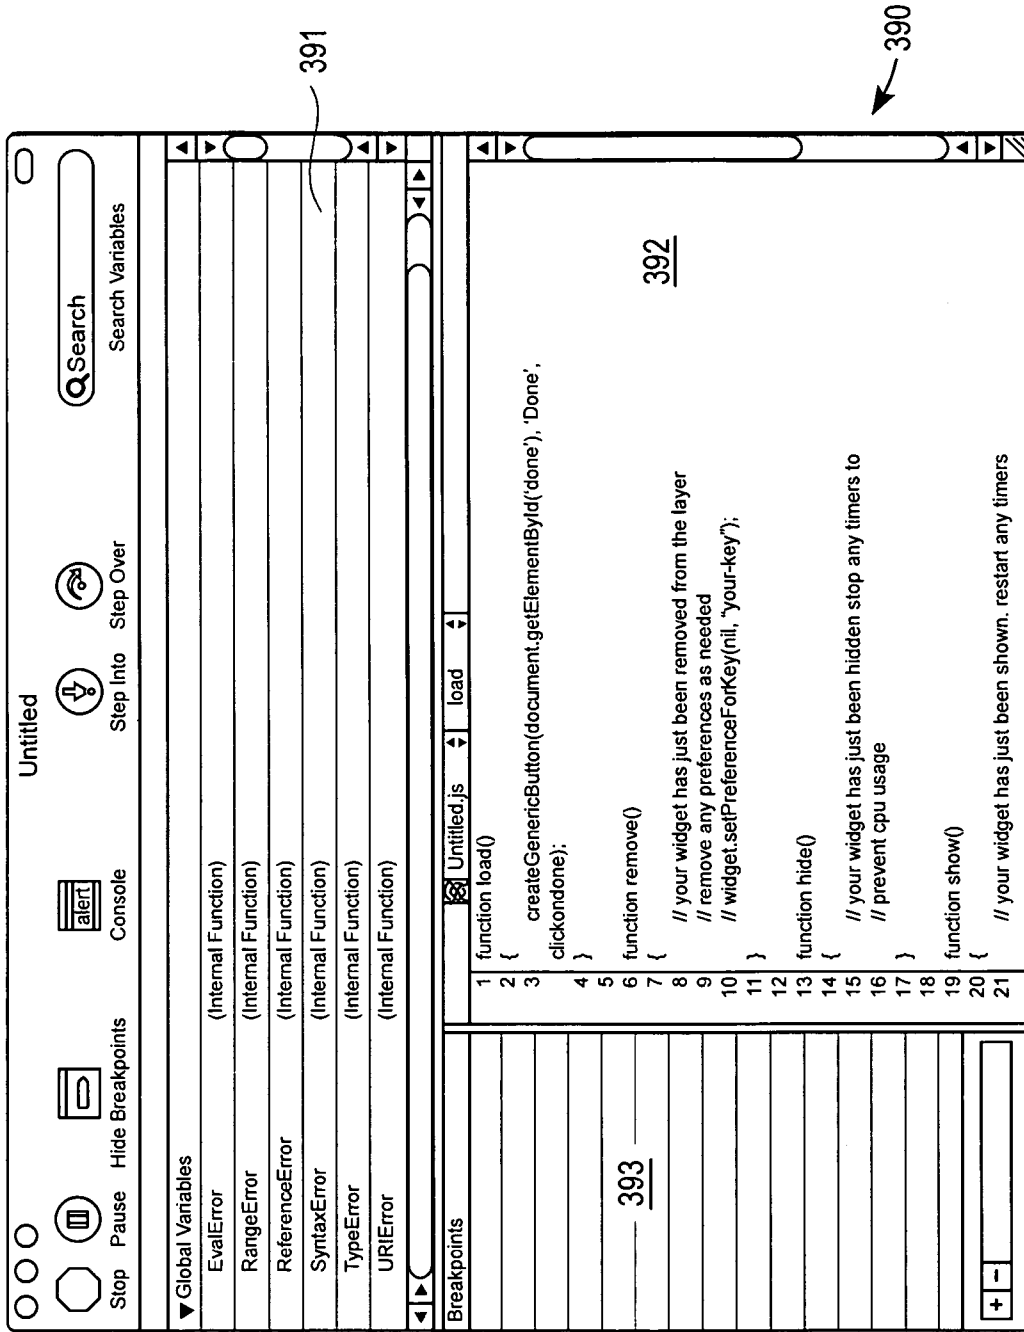 Untitled
Stop Pause Hide Breakpoints alert Console Step Into Step Over Search
Search Variables
Global Variables
EvalError (Internal Function)
RangeError (Internal Function)
ReferenceError (Internal Function)
SyntaxError (Internal Function)
TypeError (Internal Function)
URIError (Internal Function)
391
Breakpoints
393
+ -
Untitled.js load
1 function load()
2 {
3 createGenericButton(document.getElementById('done'), 'Done',
clickondone);
4 }
5
6 function remove()
7 {
8 // your widget has just been removed from the layer
9 // remove any preferences as needed
10 // widget.setPreferenceForKey(nil, "your-key");
11 }
12
13 function hide()
14 {
15 // your widget has just been hidden stop any timers to
16 // prevent cpu usage
17 }
18
19 function show()
20 {
21 // your widget has just been shown. restart any timers
392
390